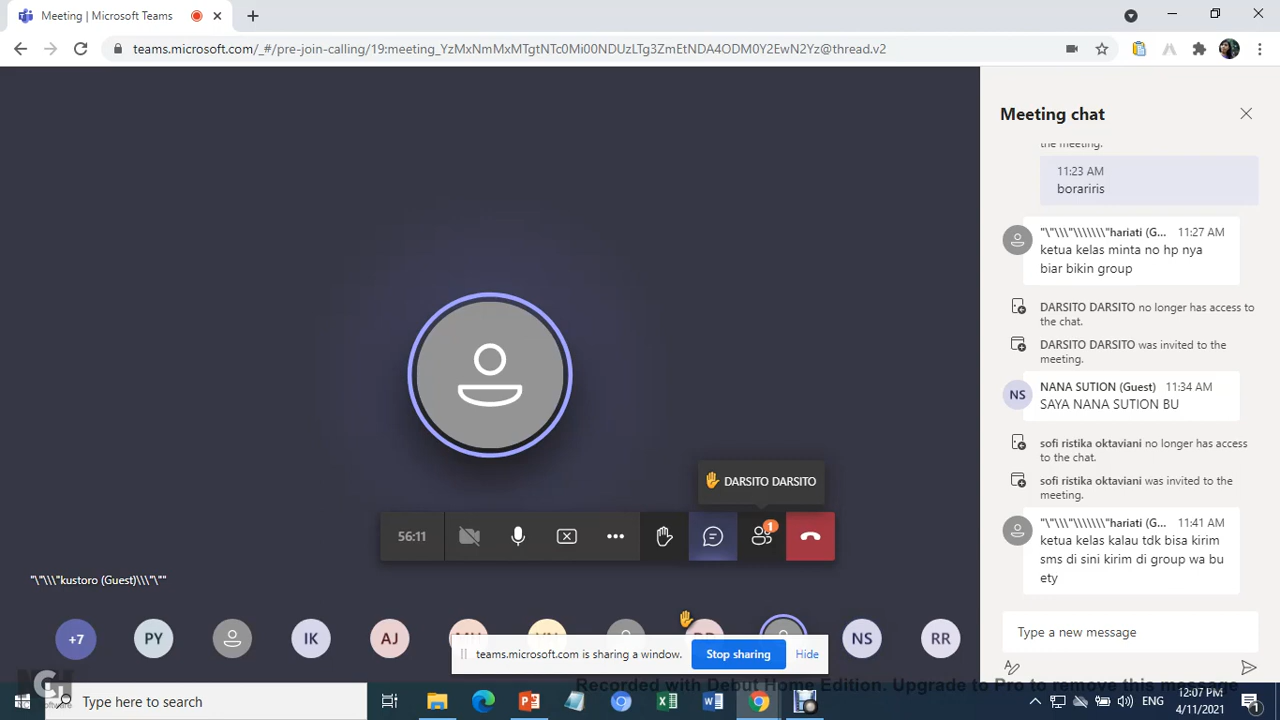 Meeting | Microsoft Teams
teams.microsoft.com/_#/pre-join-calling/19:meeting_YzMxNmMxMTgtNTc0Mi00NDUzLTg3ZmEtNDA4ODM0Y2EwN2Yz@thread.v2
Meeting chat
the meeting.
11:23 AM
borariris
"\"\\\"\\\\\\\"hariati (G... 11:27 AM
ketua kelas minta no hp nya
biar bikin group
DARSITO DARSITO no longer has access to
the chat.
DARSITO DARSITO was invited to the
meeting.
NS
NANA SUTION (Guest) 11:34 AM
SAYA NANA SUTION BU
sofi ristika oktaviani no longer has access
to the chat.
sofi ristika oktaviani was invited to the
meeting.
"\"\\\"\\\\\\\"hariati (G... 11:41 AM
ketua kelas kalau tdk bisa kirim
sms di sini kirim di group wa bu
ety
Type a new message
DARSITO DARSITO
56:11
1
"\"\\\"kustoro (Guest)\\\"\""
+7
PY
IK
AJ
NS
RR
teams.microsoft.com is sharing a window.
Stop sharing
Hide
Recorded with Debut Home Edition. Upgrade to Pro to remove this message
NCH
Software
Type here to search
ENG
12:07 PM
4/11/2021
1